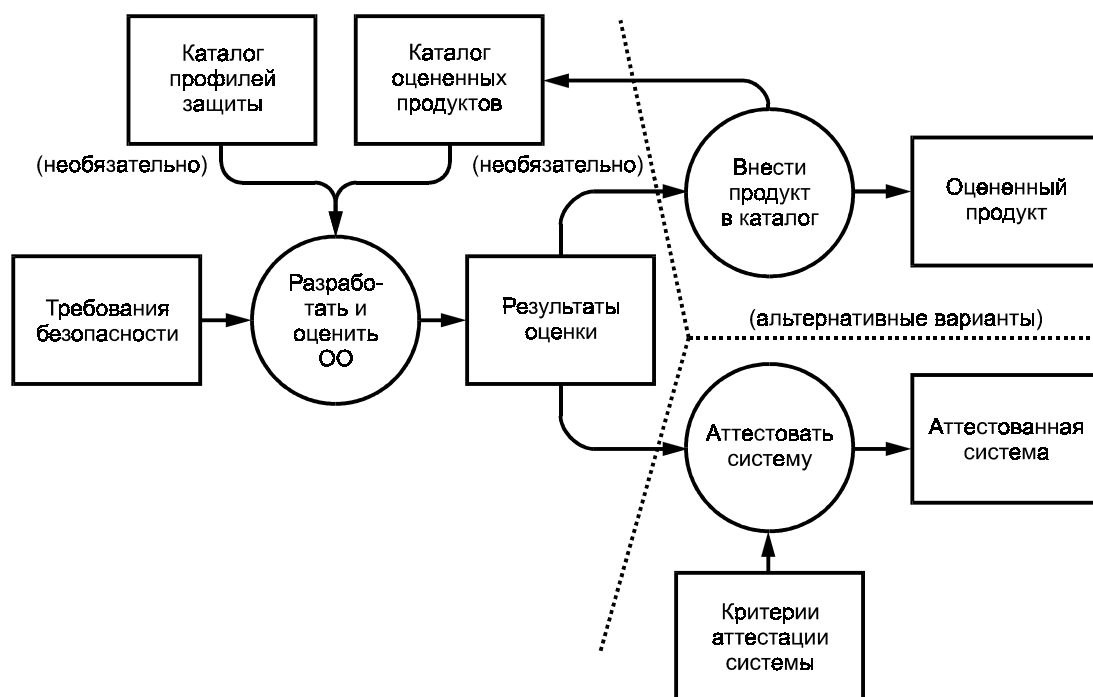 Каталог
профилей
защиты
Каталог
оцененных
продуктов
(необязательно)
(необязательно)
Внести
продукт
в каталог
Оцененный
продукт
Требования
безопасности
Разрабо-
тать и
оценить
ОО
Результаты
оценки
(альтернативные варианты)
Аттестовать
систему
Аттестованная
система
Критерии
аттестации
системы